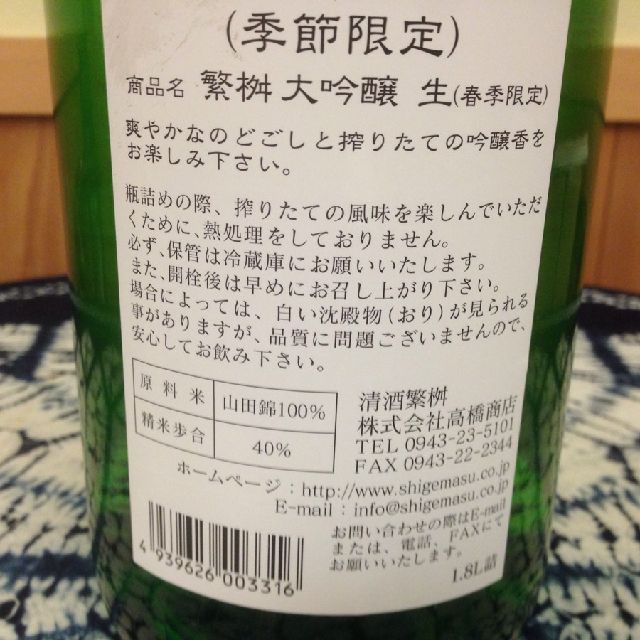 (季節限定)
商品名 繁桝 大吟醸 生(春季限定)
爽やかなのどごしと搾りたての吟醸香を
お楽しみ下さい。
瓶詰めの際、搾りたての風味を楽しんでいただ
くために、熱処理をしておりません。
必ず、保管は冷蔵庫にお願いいたします。
また、開栓後は早めにお召し上がり下さい。
場合によっては、白い沈殿物(おり)が見られる
事がありますが、品質に問題ございませんので、
安心してお飲み下さい。
原料米 山田錦100%
精米歩合 40%
清酒繁桝
株式会社高橋商店
TEL 0943-23-5101
FAX 0943-22-2344
ホームページ:http://www.shigemasu.co.jp
E-mail:info@shigemasu.co.jp
お問い合わせの際はE-mail
または、電話、FAXにて
お願いいたします。
4939626003316
1.8L詰